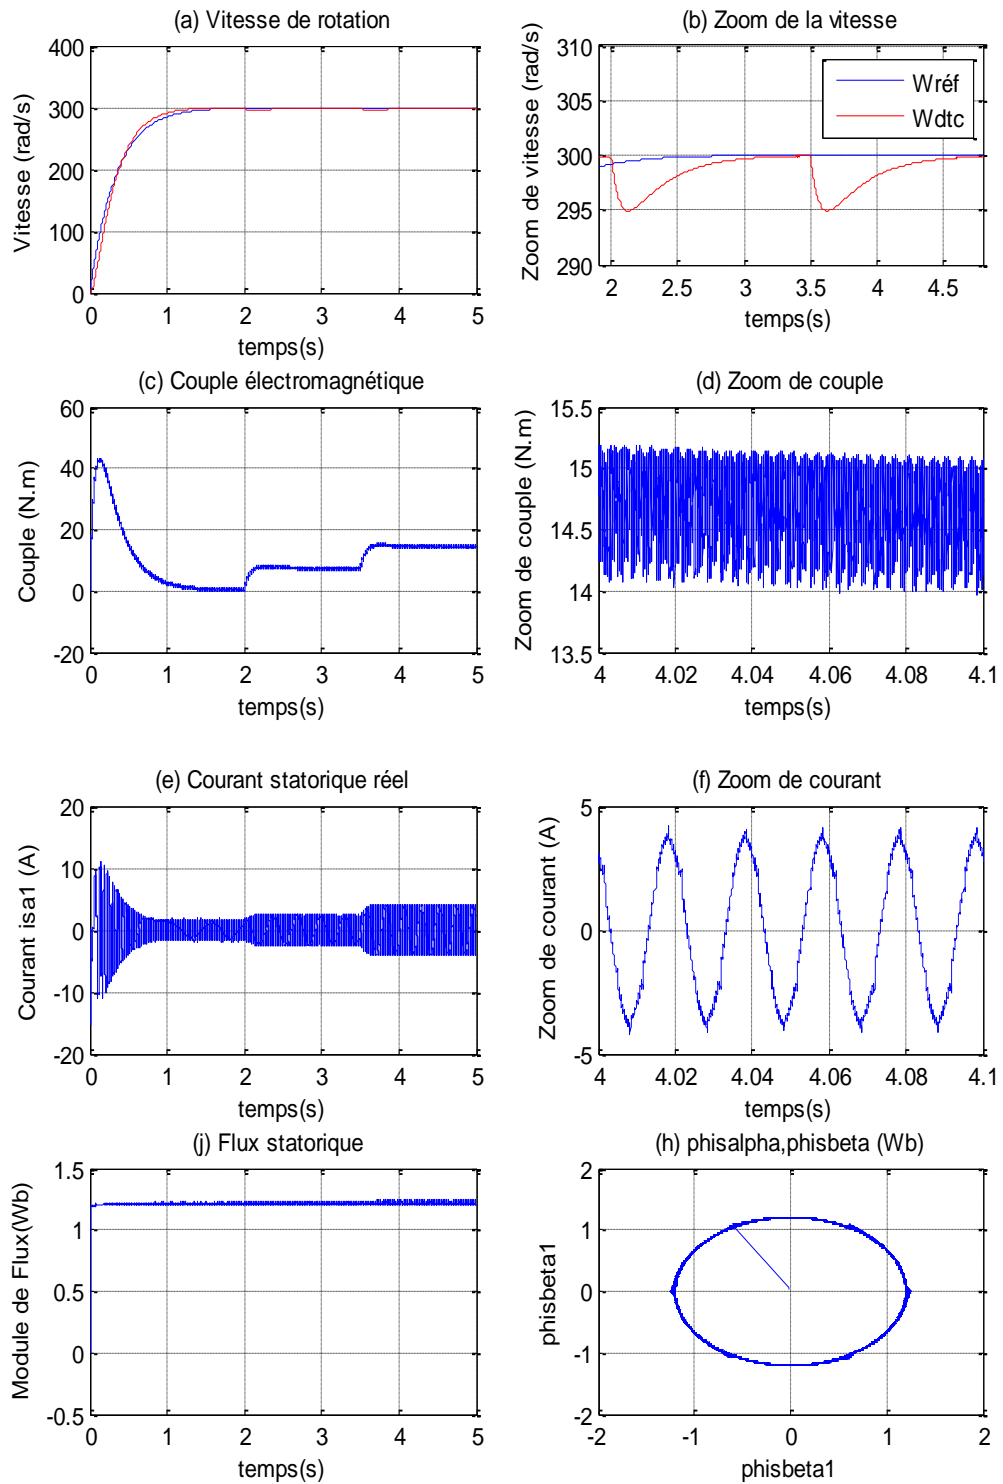 (a) Vitesse de rotation
Vitesse (rad/s)
400
300
200
100
0
0 1 2 3 4 5
temps(s)
(b) Zoom de la vitesse
Zoom de vitesse (rad/s)
310
305
300
295
290
Wréf
Wdtc
2 2.5 3 3.5 4 4.5
temps(s)
(c) Couple électromagnétique
Couple (N.m)
60
40
20
0
-20
0 1 2 3 4 5
temps(s)
(d) Zoom de couple
Zoom de couple (N.m)
15.5
15
14.5
14
13.5
4 4.02 4.04 4.06 4.08 4.1
temps(s)
(e) Courant statorique réel
Courant isa1 (A)
20
10
0
-10
-20
0 1 2 3 4 5
temps(s)
(f) Zoom de courant
Zoom de courant (A)
5
0
-5
4 4.02 4.04 4.06 4.08 4.1
temps(s)
(j) Flux statorique
Module de Flux(Wb)
1.5
1
0.5
0
-0.5
0 1 2 3 4 5
temps(s)
(h) phisalpha,phisbeta (Wb)
phisbeta1
2
1
0
-1
-2
-2 -1 0 1 2
phisbeta1